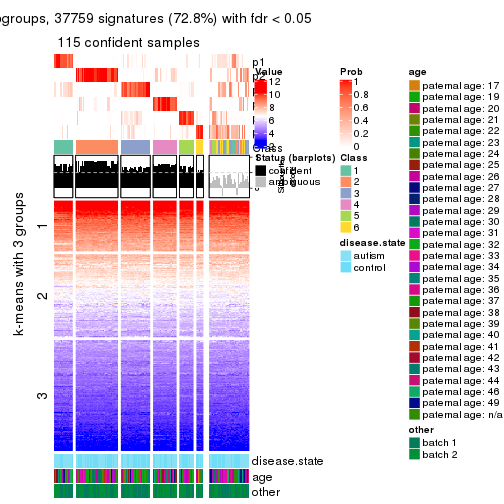 ogroups, 37759 signatures (72.8%) with fdr < 0.05
115 confident samples
p1
Class
k-means with 3 groups
1
2
3
disease.state
age
other
Value
12
10
8
6
4
Status (barplots)
confident
ambiguous
Prob
1
0.8
0.6
0.4
0.2
0
Class
1
2
3
4
5
6
disease.state
autism
control
age
paternal age: 17
paternal age: 19
paternal age: 20
paternal age: 21
paternal age: 22
paternal age: 23
paternal age: 24
paternal age: 25
paternal age: 26
paternal age: 27
paternal age: 28
paternal age: 29
paternal age: 30
paternal age: 31
paternal age: 32
paternal age: 33
paternal age: 34
paternal age: 35
paternal age: 36
paternal age: 37
paternal age: 38
paternal age: 39
paternal age: 40
paternal age: 41
paternal age: 42
paternal age: 43
paternal age: 44
paternal age: 46
paternal age: 49
paternal age: n/a
other
batch 1
batch 2